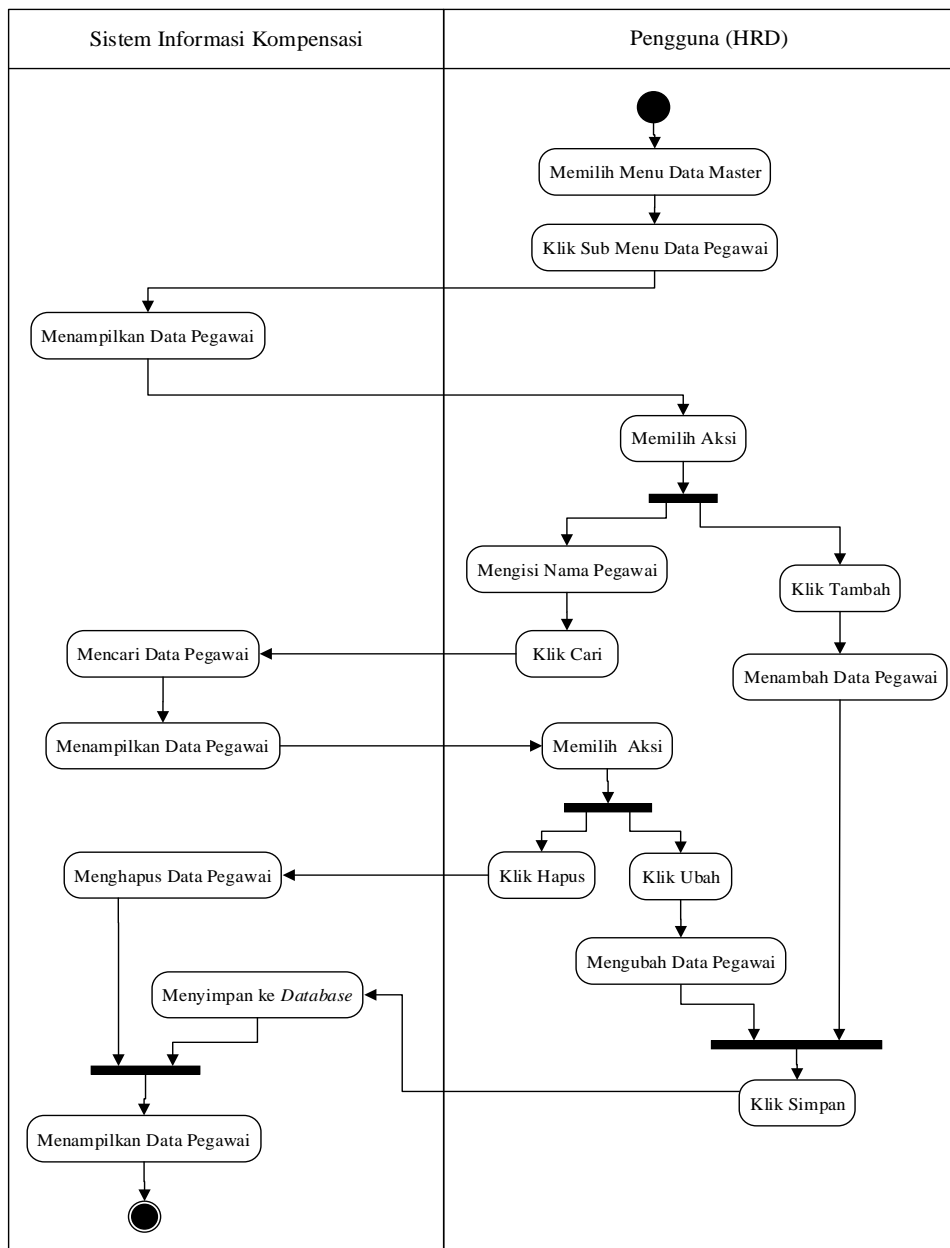 Sistem Informasi Kompensasi
Pengguna (HRD)
Memilih Menu Data Master
Klik Sub Menu Data Pegawai
Menampilkan Data Pegawai
Memilih Aksi
Mengisi Nama Pegawai
Klik Tambah
Mencari Data Pegawai
Klik Cari
Menambah Data Pegawai
Menampilkan Data Pegawai
Memilih Aksi
Menghapus Data Pegawai
Klik Hapus
Klik Ubah
Mengubah Data Pegawai
Menyimpan ke Database
Klik Simpan
Menampilkan Data Pegawai